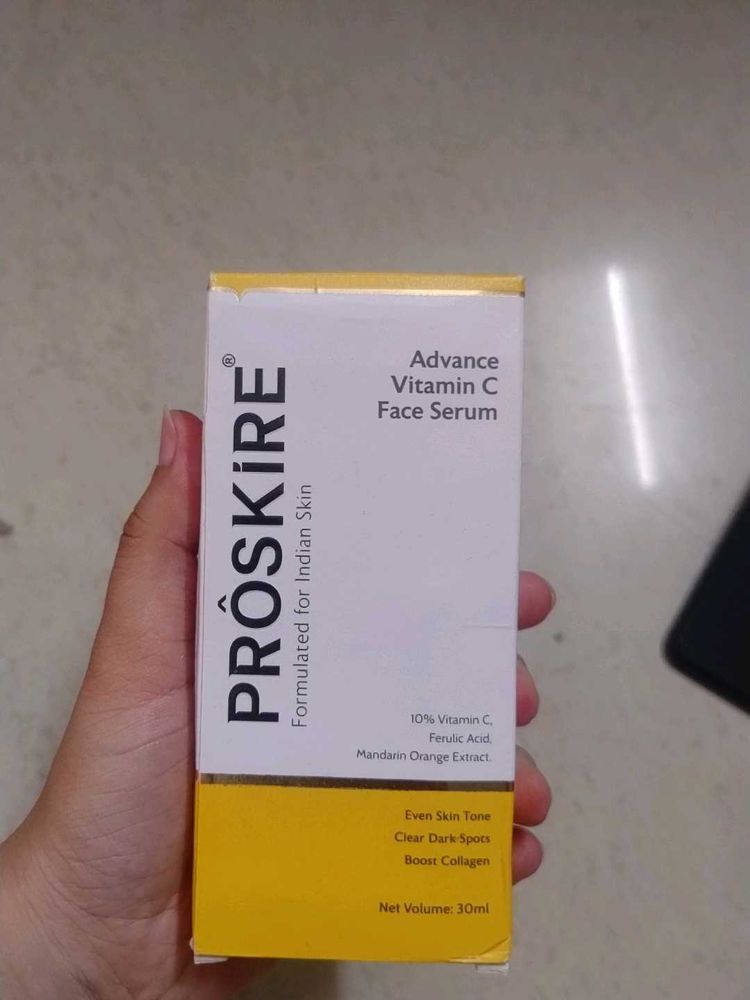 PRÔSKiRE®
Formulated for Indian Skin
Advance
Vitamin C
Face Serum
10% Vitamin C,
Ferulic Acid,
Mandarin Orange Extract.
Even Skin Tone
Clear Dark Spots
Boost Collagen
Net Volume: 30ml